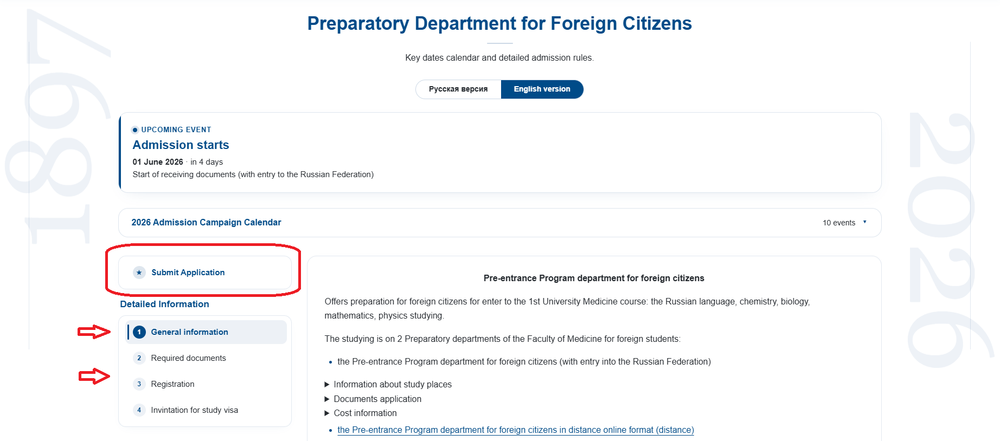 Preparatory Department for Foreign Citizens
Key dates calendar and detailed admission rules.
Русская версия
English version
UPCOMING EVENT
Admission starts
01 June 2026 · in 4 days
Start of receiving documents (with entry to the Russian Federation)
2026 Admission Campaign Calendar
10 events
1897
2026
★ Submit Application
Detailed Information
1 General information
2 Required documents
3 Registration
4 Invintation for study visa
Pre-entrance Program department for foreign citizens
Offers preparation for foreign citizens for enter to the 1st University Medicine course: the Russian language, chemistry, biology,
mathematics, physics studying.
The studying is on 2 Preparatory departments of the Faculty of Medicine for foreign students:
• the Pre-entrance Program department for foreign citizens (with entry into the Russian Federation)
▶ Information about study places
▶ Documents application
▶ Cost information
• the Pre-entrance Program department for foreign citizens in distance online format (distance)